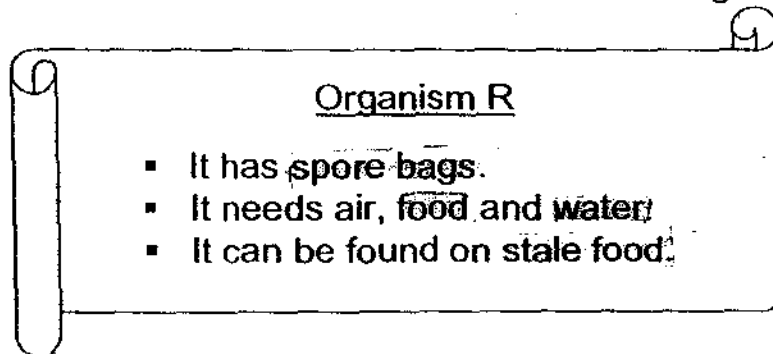 Organism R
▪ It has spore bags.
▪ It needs air, food and water.
▪ It can be found on stale food.